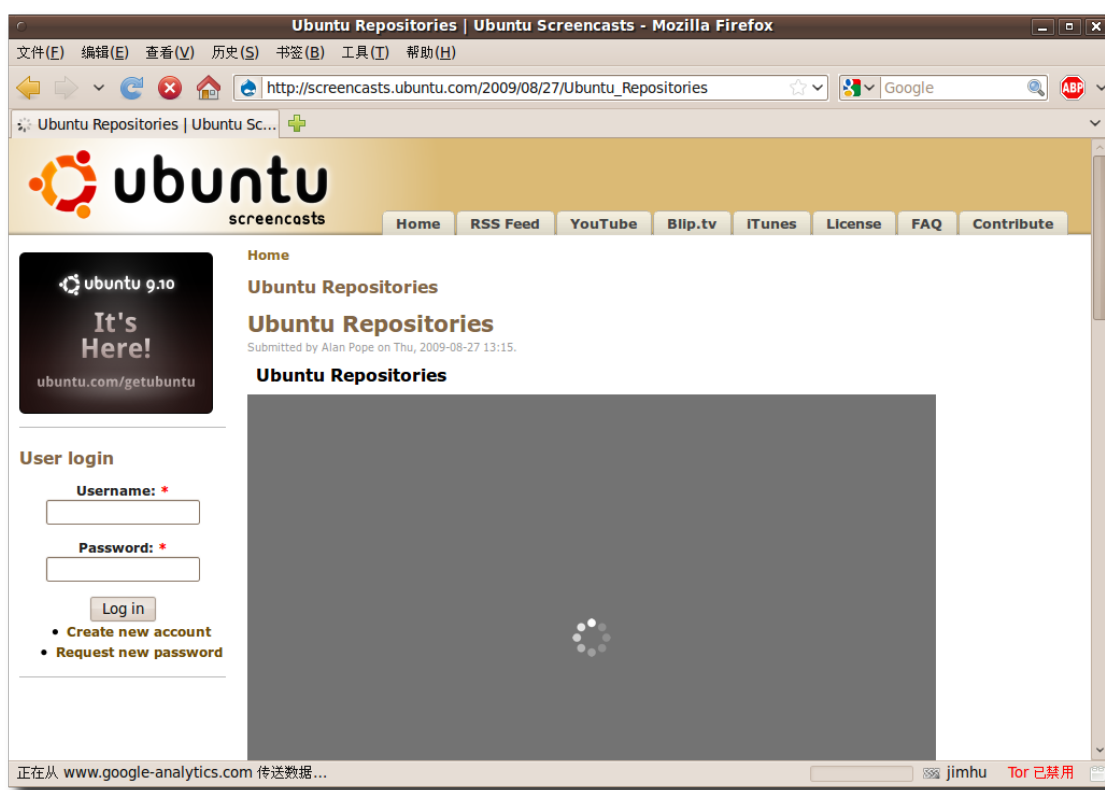 Ubuntu Repositories | Ubuntu Screencasts - Mozilla Firefox
文件(F) 编辑(E) 查看(V) 历史(S) 书签(B) 工具(T) 帮助(H)
http://screencasts.ubuntu.com/2009/08/27/Ubuntu_Repositories Google ABP
Ubuntu Repositories | Ubuntu Sc...
ubuntu
screencasts
Home RSS Feed YouTube Blip.tv iTunes License FAQ Contribute
ubuntu 9.10
It's
Here!
ubuntu.com/getubuntu
User login
Username: *
Password: *
Log in
• Create new account
• Request new password
Home
Ubuntu Repositories
Ubuntu Repositories
Submitted by Alan Pope on Thu, 2009-08-27 13:15.
Ubuntu Repositories
正在从 www.google-analytics.com 传送数据... jimhu Tor 已禁用